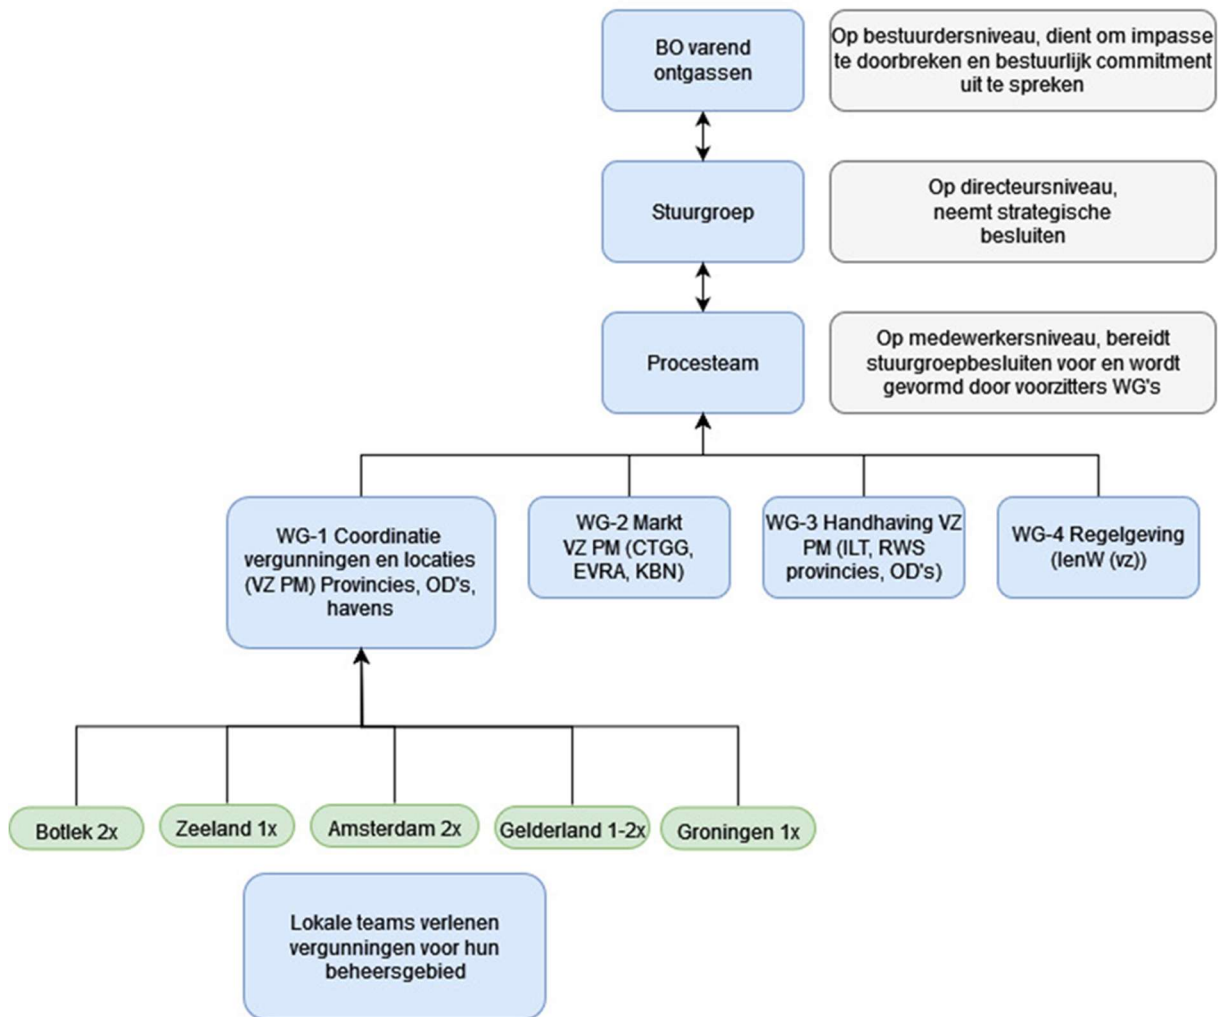 BO varend
ontgassen
Op bestuurdersniveau, dient om impasse
te doorbreken en bestuurlijk commitment
uit te spreken
Stuurgroep
Op directeursniveau,
neemt strategische
besluiten
Procesteam
Op medewerkersniveau, bereidt
stuurgroepbesluiten voor en wordt
gevormd door voorzitters WG's
WG-1 Coordinatie
vergunningen en locaties
(VZ PM) Provincies, OD's,
havens
WG-2 Markt
VZ PM (CTGG,
EVRA, KBN)
WG-3 Handhaving VZ
PM (ILT, RWS
provincies, OD's)
WG-4 Regelgeving
(IenW (vz))
Botlek 2x
Zeeland 1x
Amsterdam 2x
Gelderland 1-2x
Groningen 1x
Lokale teams verlenen
vergunningen voor hun
beheersgebied